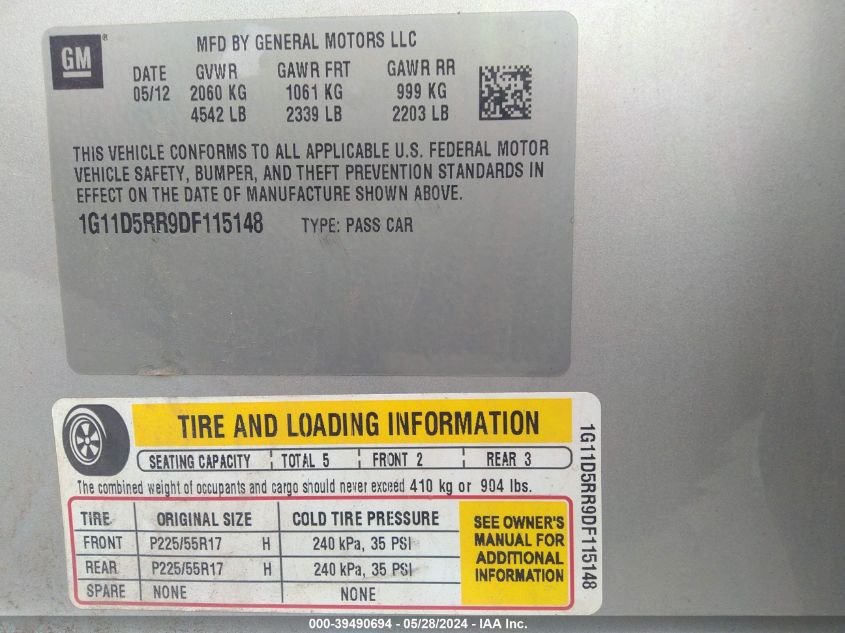 GM
MFD BY GENERAL MOTORS LLC
DATE GVWR GAWR FRT GAWR RR
05/12 2060 KG 1061 KG 999 KG
4542 LB 2339 LB 2203 LB
THIS VEHICLE CONFORMS TO ALL APPLICABLE U.S. FEDERAL MOTOR
VEHICLE SAFETY, BUMPER, AND THEFT PREVENTION STANDARDS IN
EFFECT ON THE DATE OF MANUFACTURE SHOWN ABOVE.
1G11D5RR9DF115148 TYPE: PASS CAR
TIRE AND LOADING INFORMATION
SEATING CAPACITY TOTAL 5 FRONT 2 REAR 3
The combined weight of occupants and cargo should never exceed 410 kg or 904 lbs.
TIRE ORIGINAL SIZE COLD TIRE PRESSURE
FRONT P225/55R17 H 240 kPa, 35 PSI
REAR P225/55R17 H 240 kPa, 35 PSI
SPARE NONE NONE
SEE OWNER'S
MANUAL FOR
ADDITIONAL
INFORMATION
1G11D5RR9DF115148
000-39490694 - 05/28/2024 - IAA Inc.